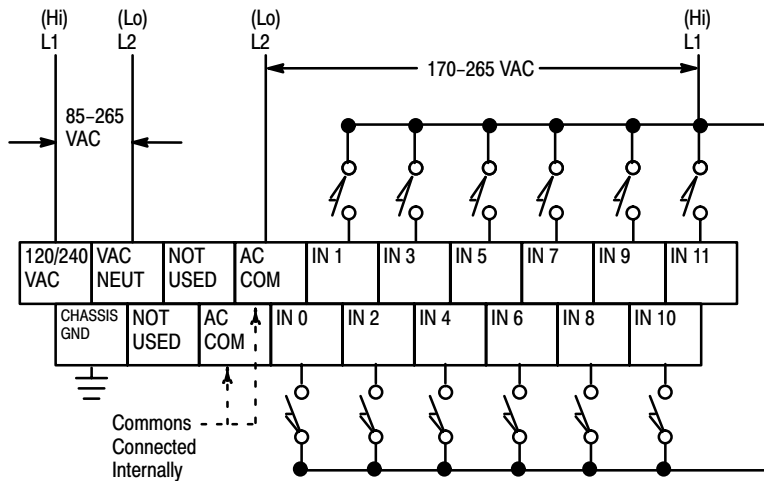 (Hi)
L1
(Lo)
L2
(Lo)
L2
(Hi)
L1
170–265 VAC
85–265
VAC
120/240
VAC
VAC
NEUT
NOT
USED
AC
COM
IN 1
IN 3
IN 5
IN 7
IN 9
IN 11
CHASSIS
GND
NOT
USED
AC
COM
IN 0
IN 2
IN 4
IN 6
IN 8
IN 10
Commons
Connected
Internally